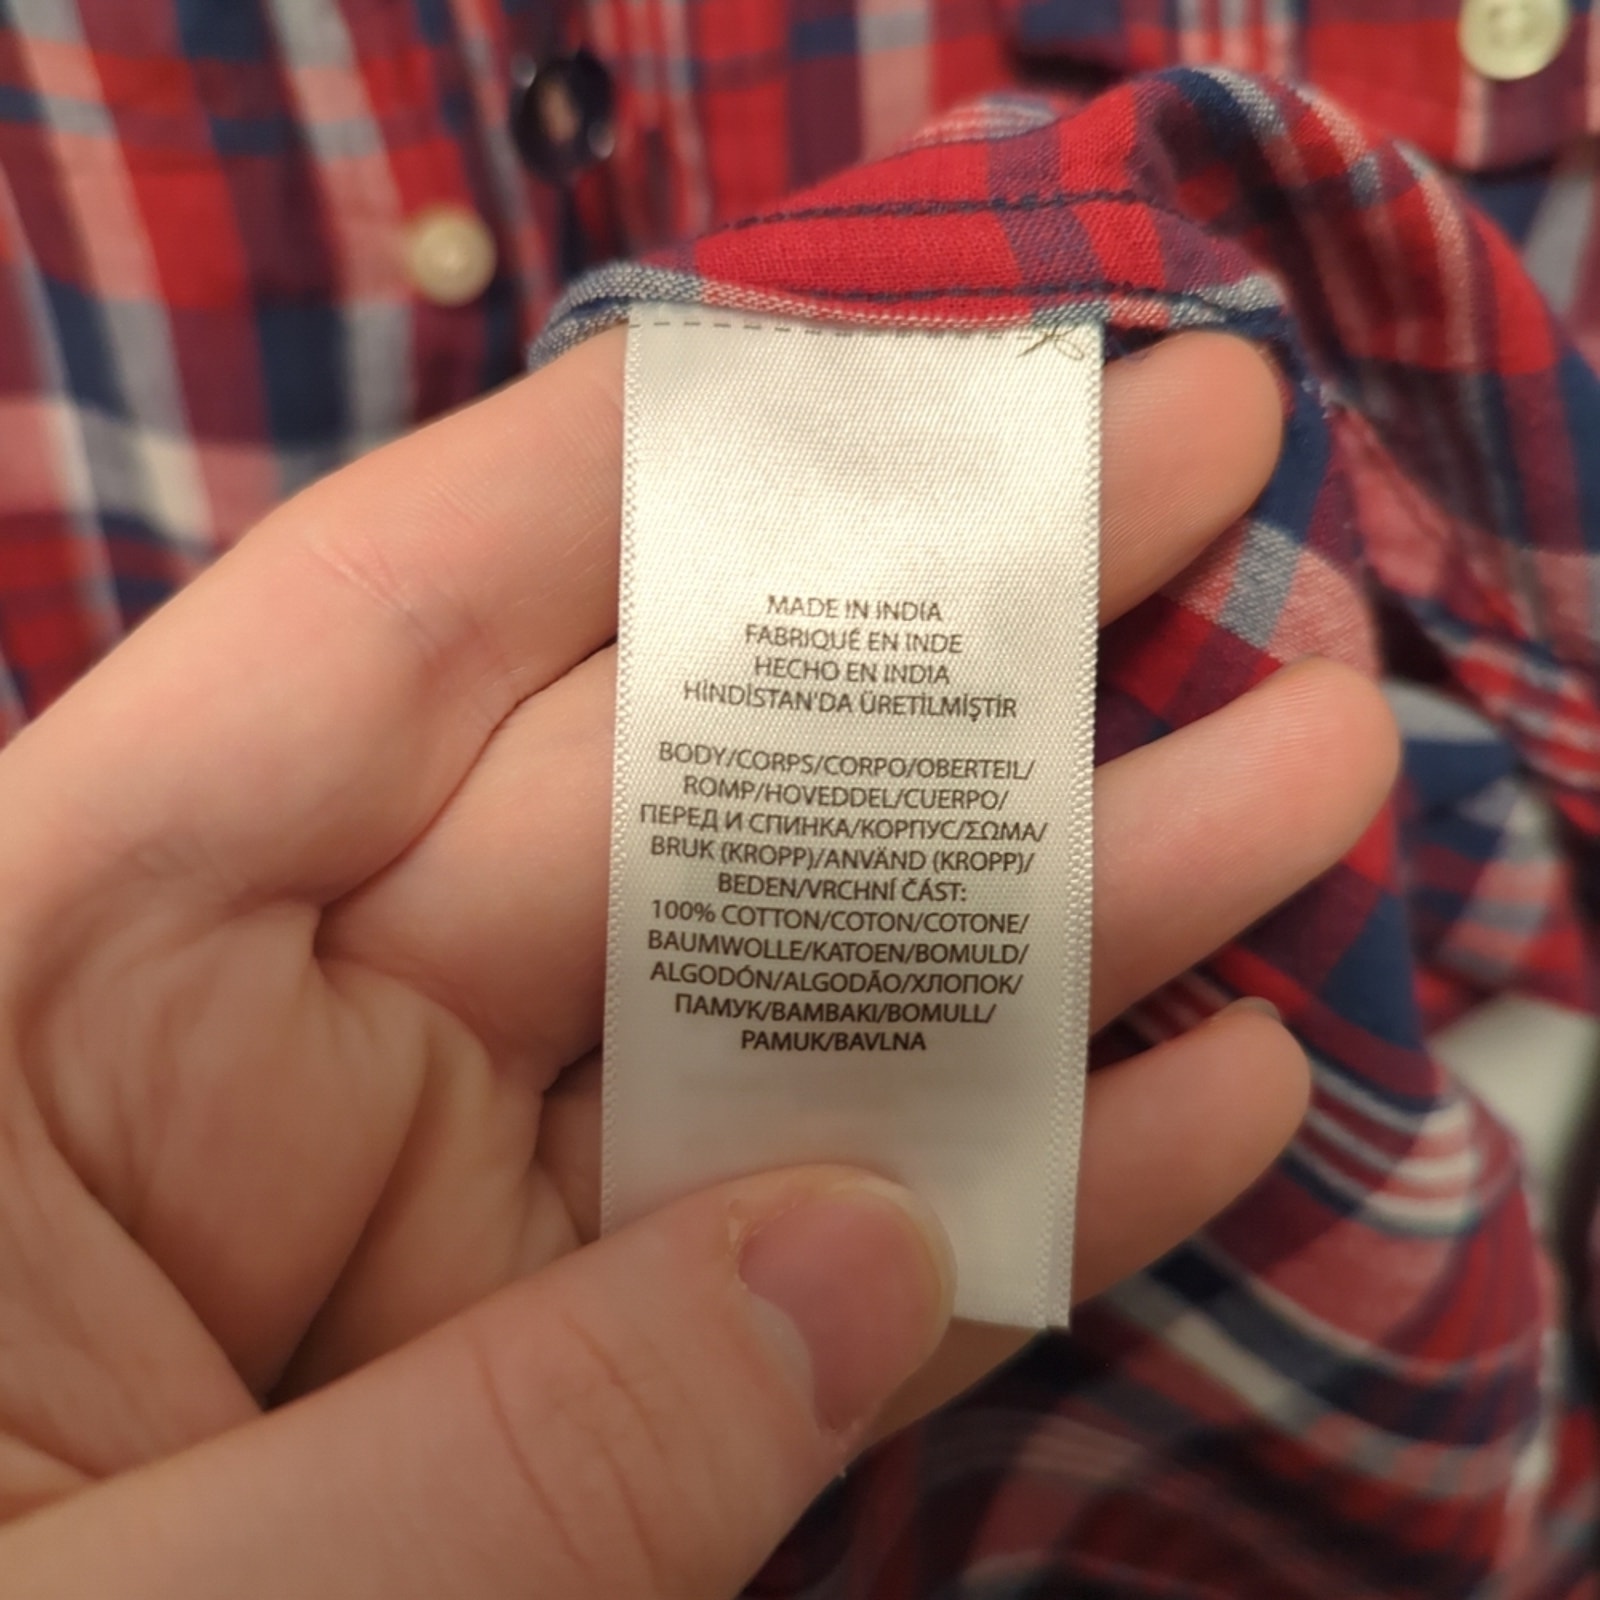 MADE IN INDIA
FABRIQUÉ EN INDE
HECHO EN INDIA
HİNDİSTAN'DA ÜRETİLMİŞTİR
BODY/CORPS/CORPO/OBERTEIL/
ROMP/HOVEDDEL/CUERPO/
ПЕРЕД И СПИНКА/КОРПУС/ΣΩΜΑ/
BRUK (KROPP)/ANVÄND (KROPP)/
BEDEN/VRCHNÍ ČÁST:
100% COTTON/COTON/COTONE/
BAUMWOLLE/KATOEN/BOMULD/
ALGODÓN/ALGODÃO/ХЛОПОК/
ПАМУК/ΒΑΜΒΑΚΙ/BOMULL/
PAMUK/BAVLNA